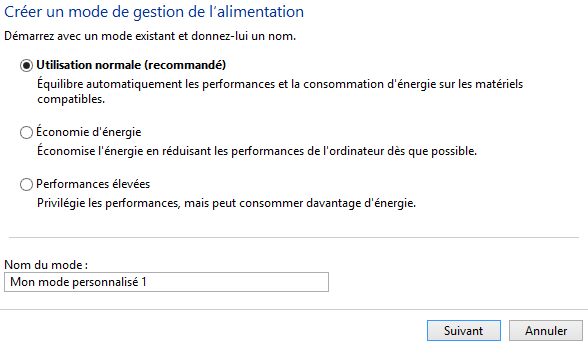 Créer un mode de gestion de l'alimentation
Démarrez avec un mode existant et donnez-lui un nom.
Utilisation normale (recommandé)
Équilibre automatiquement les performances et la consommation d'énergie sur les matériels
compatibles.
Économie d'énergie
Économise l'énergie en réduisant les performances de l'ordinateur dès que possible.
Performances élevées
Privilégie les performances, mais peut consommer davantage d'énergie.
Nom du mode :
Mon mode personnalisé 1
Suivant
Annuler